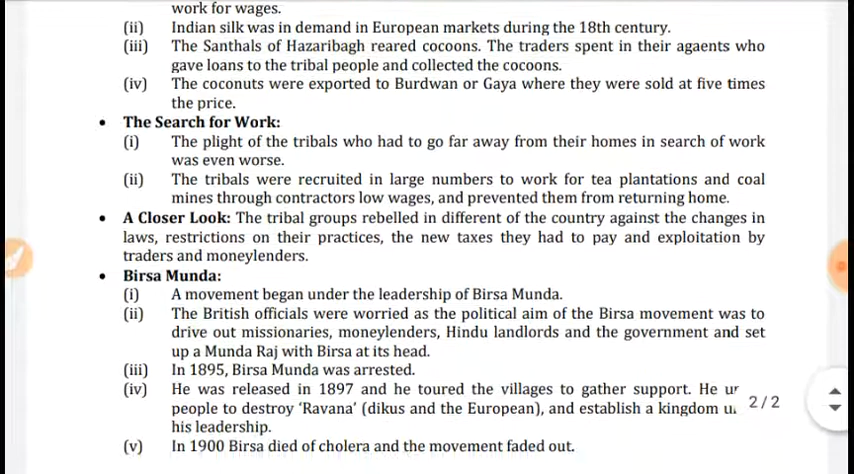 work for wages.
(ii) Indian silk was in demand in European markets during the 18th century.
(iii) The Santhals of Hazaribagh reared cocoons. The traders spent in their agaents who
gave loans to the tribal people and collected the cocoons.
(iv) The coconuts were exported to Burdwan or Gaya where they were sold at five times
the price.
• The Search for Work:
(i) The plight of the tribals who had to go far away from their homes in search of work
was even worse.
(ii) The tribals were recruited in large numbers to work for tea plantations and coal
mines through contractors low wages, and prevented them from returning home.
• A Closer Look: The tribal groups rebelled in different of the country against the changes in
laws, restrictions on their practices, the new taxes they had to pay and exploitation by
traders and moneylenders.
• Birsa Munda:
(i) A movement began under the leadership of Birsa Munda.
(ii) The British officials were worried as the political aim of the Birsa movement was to
drive out missionaries, moneylenders, Hindu landlords and the government and set
up a Munda Raj with Birsa at its head.
(iii) In 1895, Birsa Munda was arrested.
(iv) He was released in 1897 and he toured the villages to gather support. He
people to destroy 'Ravana' (dikus and the European), and establish a kingdom
his leadership.
(v) In 1900 Birsa died of cholera and the movement faded out.
2/2